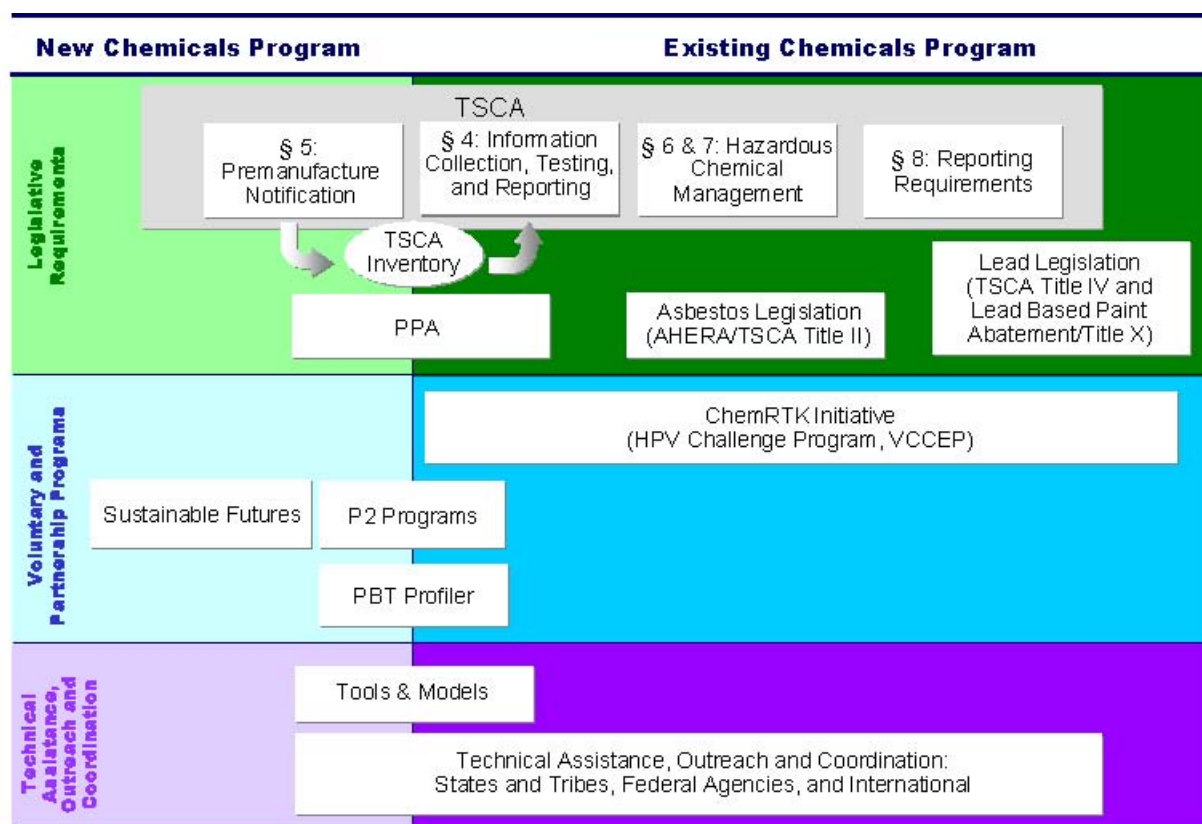 New Chemicals Program
Existing Chemicals Program
Legislative
Requirements
TSCA
§ 5:
Premanufacture
Notification
§ 4: Information
Collection, Testing,
and Reporting
§ 6 & 7: Hazardous
Chemical
Management
§ 8: Reporting
Requirements
TSCA
Inventory
PPA
Asbestos Legislation
(AHERA/TSCA Title II)
Lead Legislation
(TSCA Title IV and
Lead Based Paint
Abatement/Title X)
Voluntary and
Partnership Programs
ChemRTK Initiative
(HPV Challenge Program, VCCEP)
Sustainable Futures
P2 Programs
PBT Profiler
Technical
Assistance,
Outreach and
Coordination
Tools & Models
Technical Assistance, Outreach and Coordination:
States and Tribes, Federal Agencies, and International